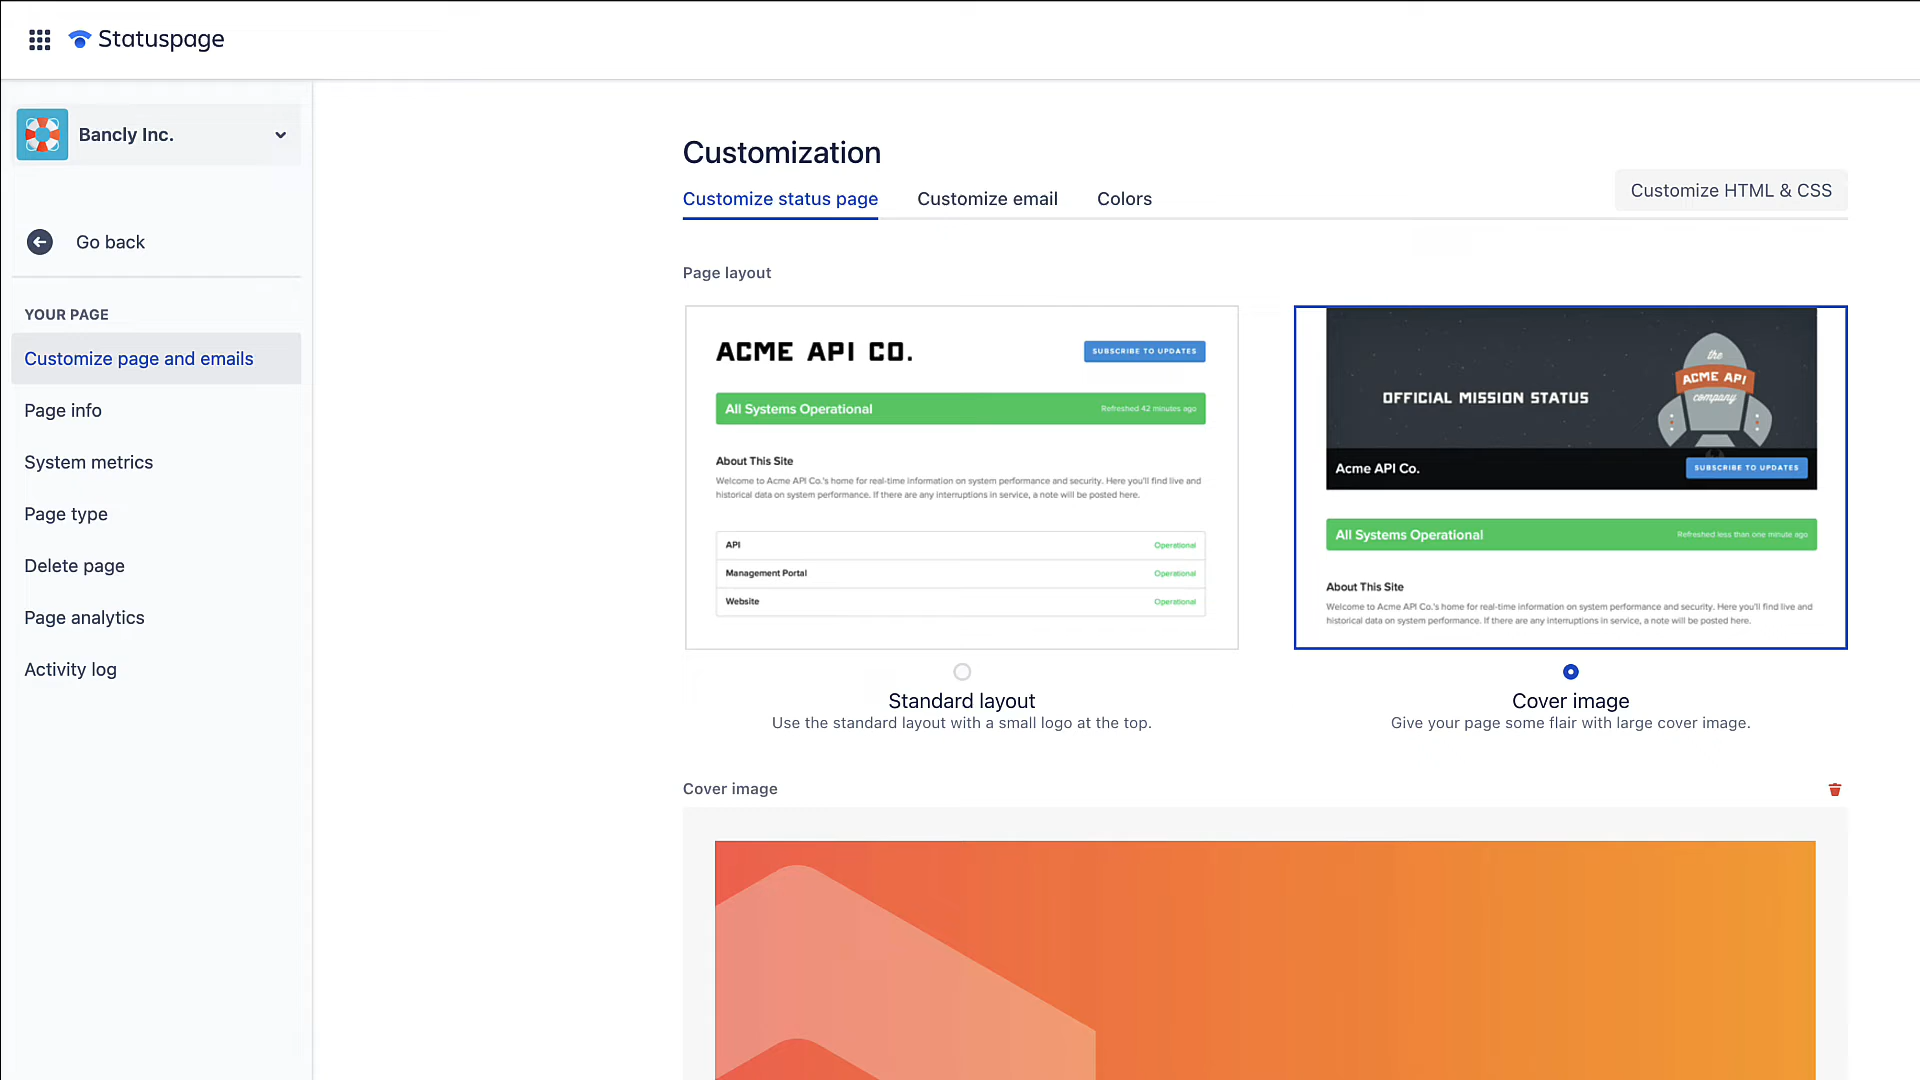 Statuspage
Bancly Inc.
Go back
YOUR PAGE
Customize page and emails
Page info
System metrics
Page type
Delete page
Page analytics
Activity log
Customization
Customize status page
Customize email
Colors
Customize HTML & CSS
Page layout
ACME API CO.
SUBSCRIBE TO UPDATES
All Systems Operational
Refreshed 42 minutes ago
About This Site
Welcome to Acme API Co.'s home for real-time information on system performance and security. Here you'll find live and
historical data on system performance. If there are any interruptions in service, a note will be posted here.
API
Operational
Management Portal
Operational
Website
Operational
Standard layout
Use the standard layout with a small logo at the top.
OFFICIAL MISSION STATUS
the
ACME API
company
Acme API Co.
SUBSCRIBE TO UPDATES
All Systems Operational
Refreshed less than one minute ago
About This Site
Welcome to Acme API Co.'s home for real-time information on system performance and security. Here you'll find live and
historical data on system performance. If there are any interruptions in service, a note will be posted here.
Cover image
Give your page some flair with large cover image.
Cover image